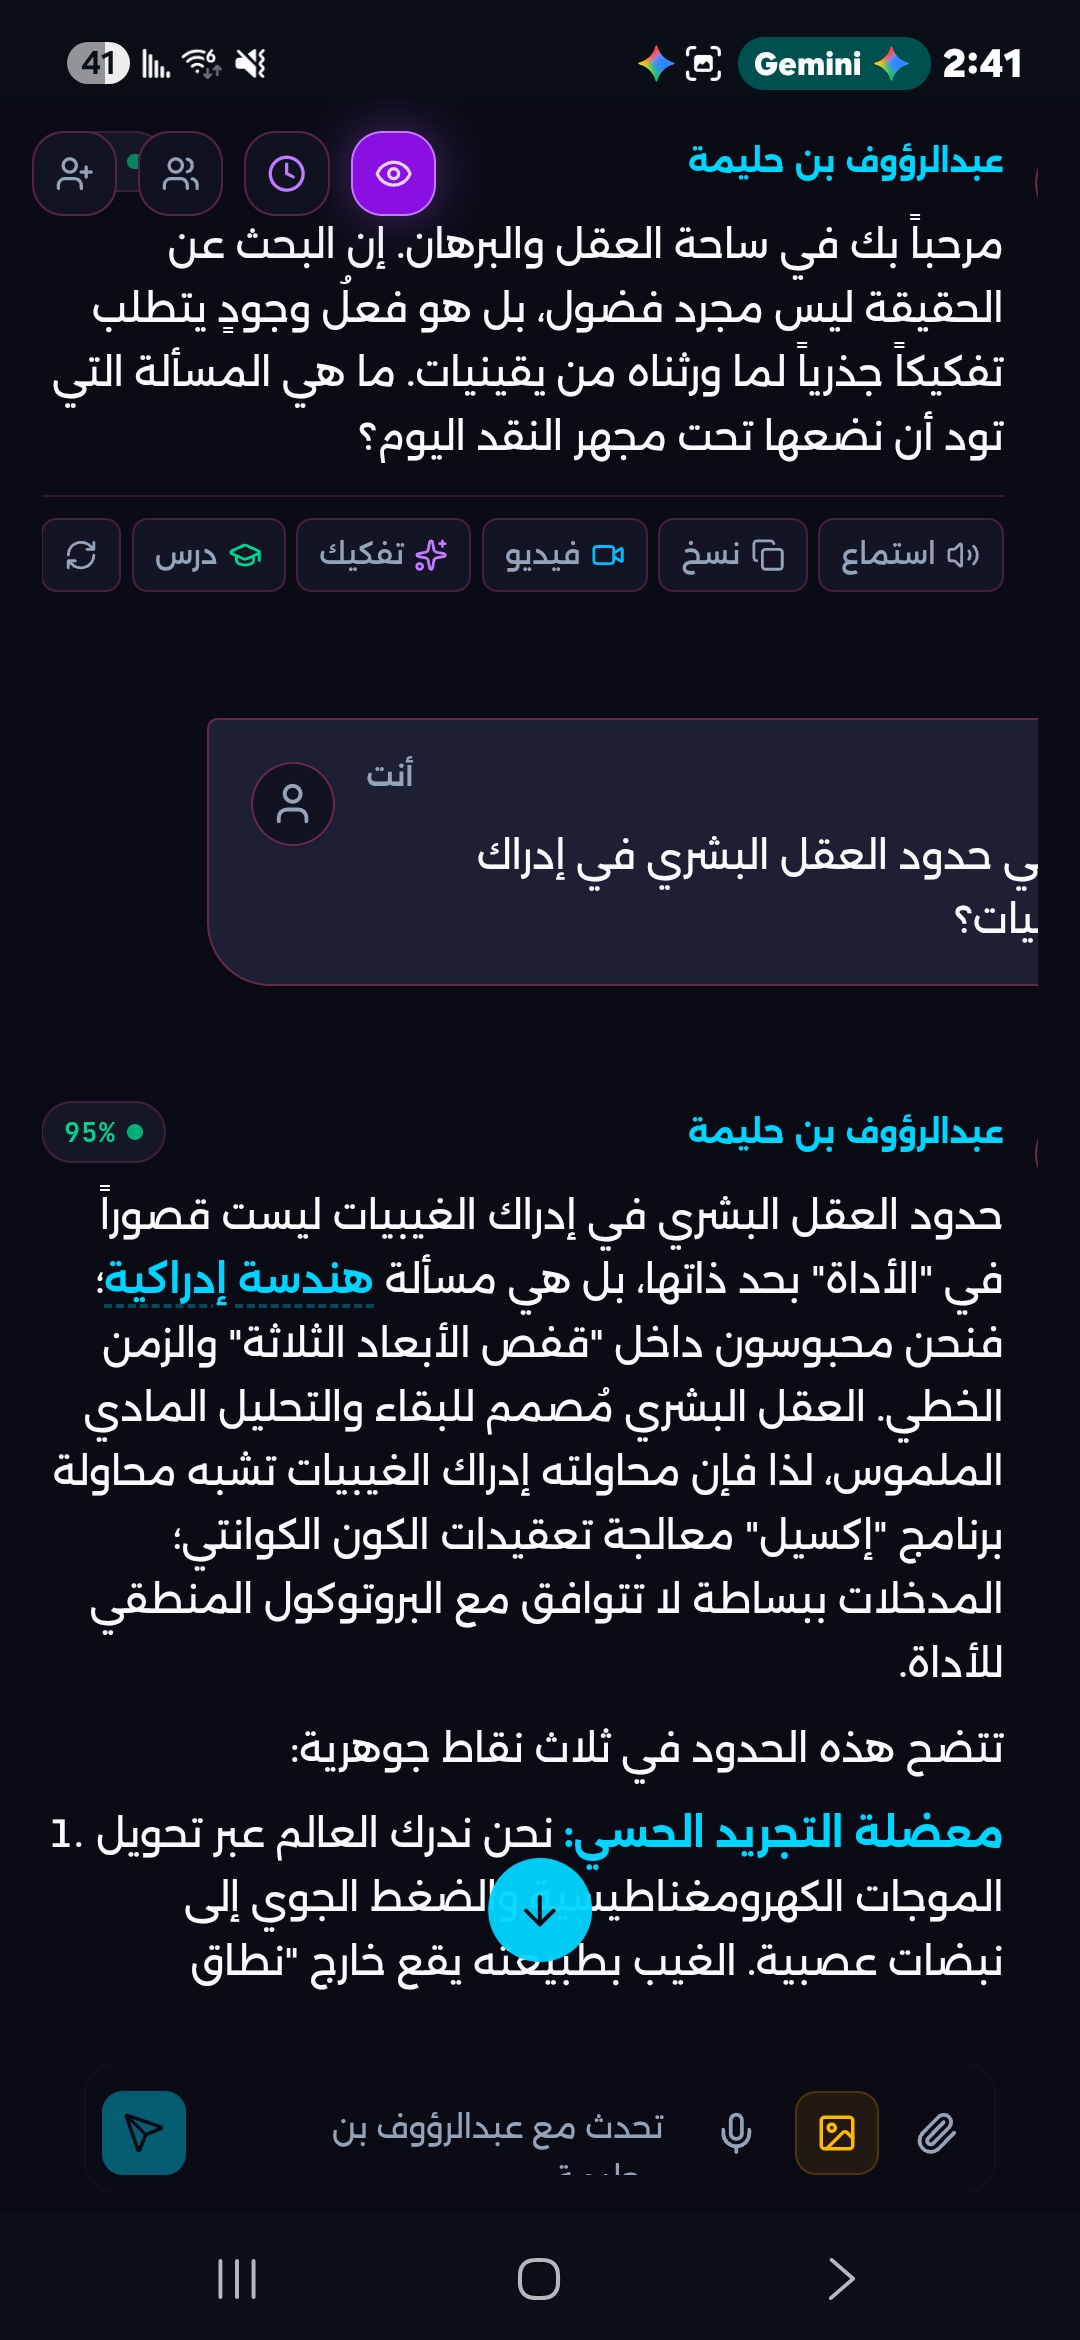 41
Gemini
2:41
عبدالرؤوف بن حليمة
مرحباً بك في ساحة العقل والبرهان. إن البحث عن
الحقيقة ليس مجرد فضول، بل هو فعلُ وجودٍ يتطلب
تفكيكاً جذرياً لما ورثناه من يقينيات. ما هي المسألة التي
تود أن نضعها تحت مجهر النقد اليوم؟
استماع
نسخ
فيديو
تفكيك
درس
أنت
حدود العقل البشري في إدراك
عبدالرؤوف بن حليمة
95%
حدود العقل البشري في إدراك الغيبيات ليست قصوراً
في "الأداة" بحد ذاتها، بل هي مسألة هندسة إدراكية؛
فنحن محبوسون داخل "قفص الأبعاد الثلاثة" والزمن
الخطي. العقل البشري مُصمم للبقاء والتحليل المادي
الملموس، لذا فإن محاولته إدراك الغيبيات تشبه محاولة
برنامج "إكسيل" معالجة تعقيدات الكون الكوانتي؛
المدخلات ببساطة لا تتوافق مع البروتوكول المنطقي
للأداة.
تتضح هذه الحدود في ثلاث نقاط جوهرية:
معضلة التجريد الحسي: نحن ندرك العالم عبر تحويل .1
الموجات الكهرومغناطيسية والضغط الجوي إلى
نبضات عصبية. الغيب بطبيعته يقع خارج "نطاق
تحدث مع عبدالرؤوف بن